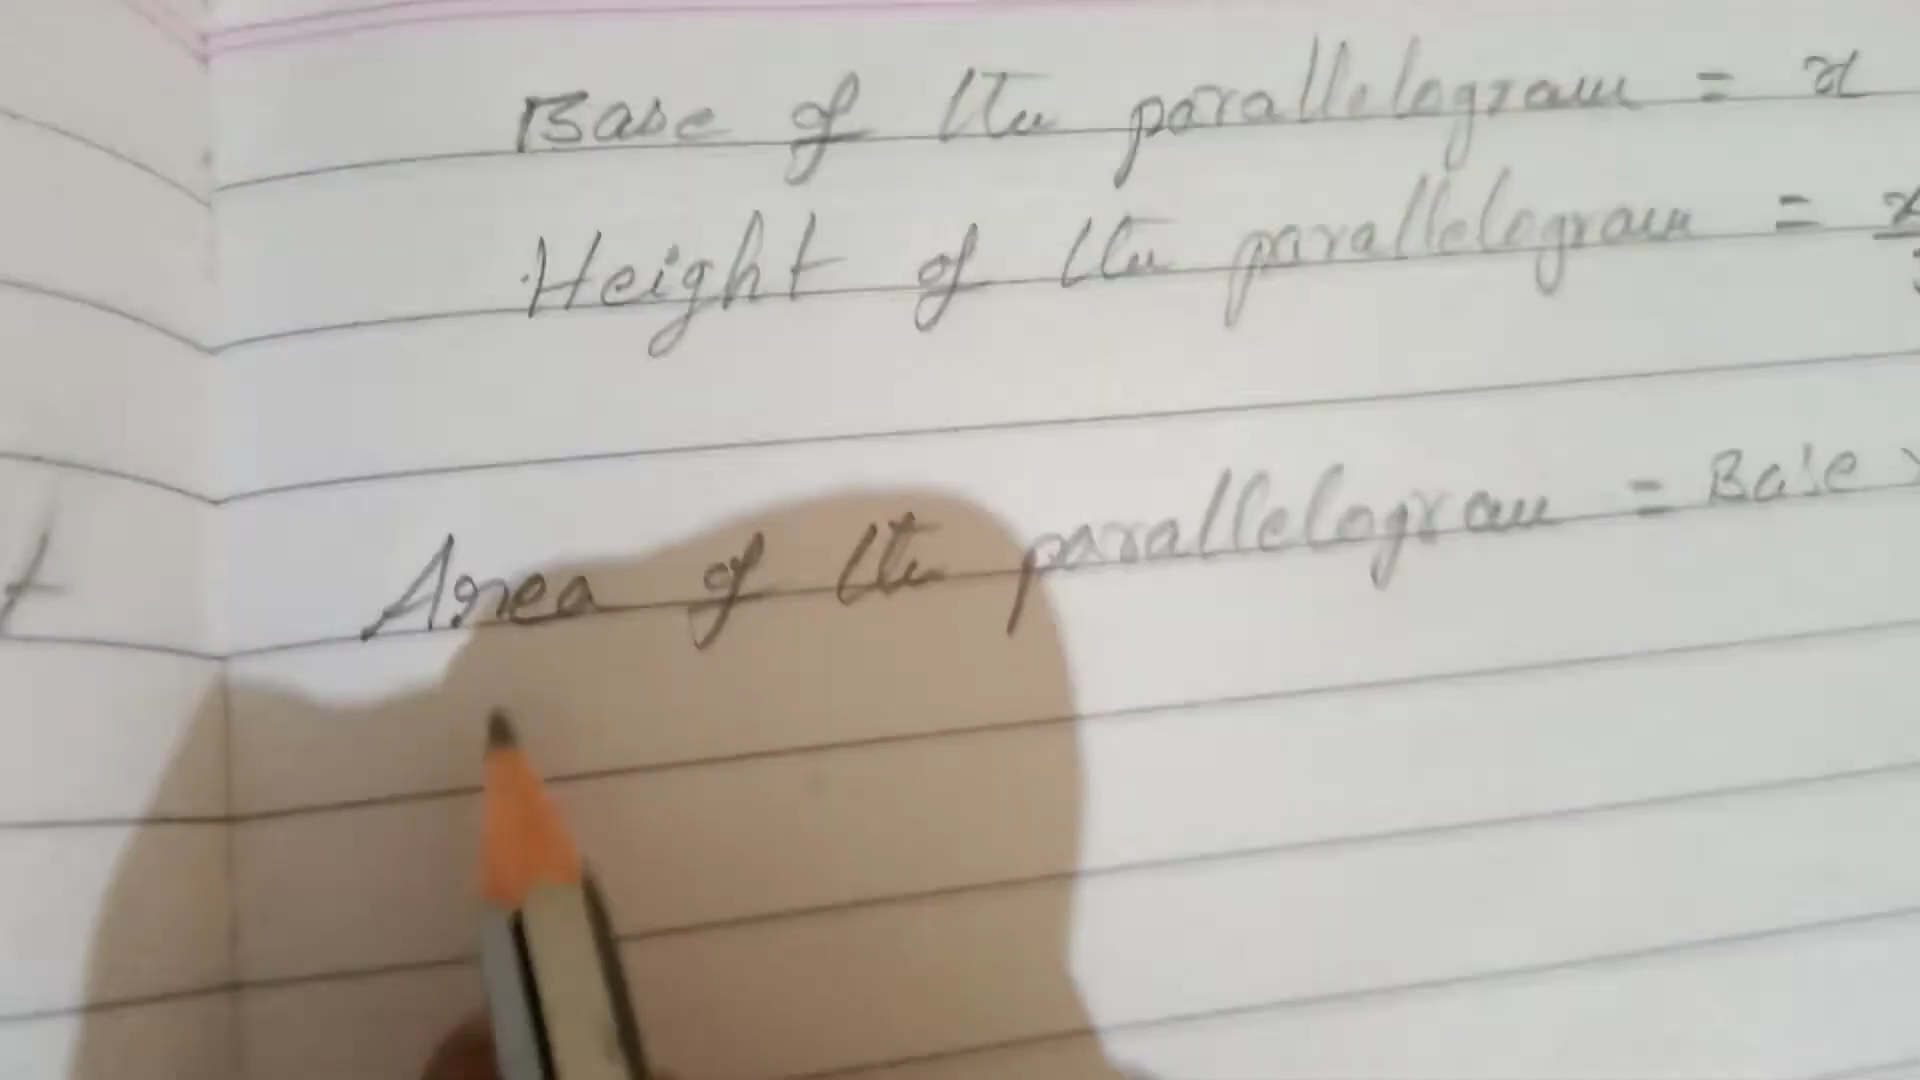 Base of the parallelogram = x
Height of the parallelogram = x
Area of the parallelogram = Base x
t